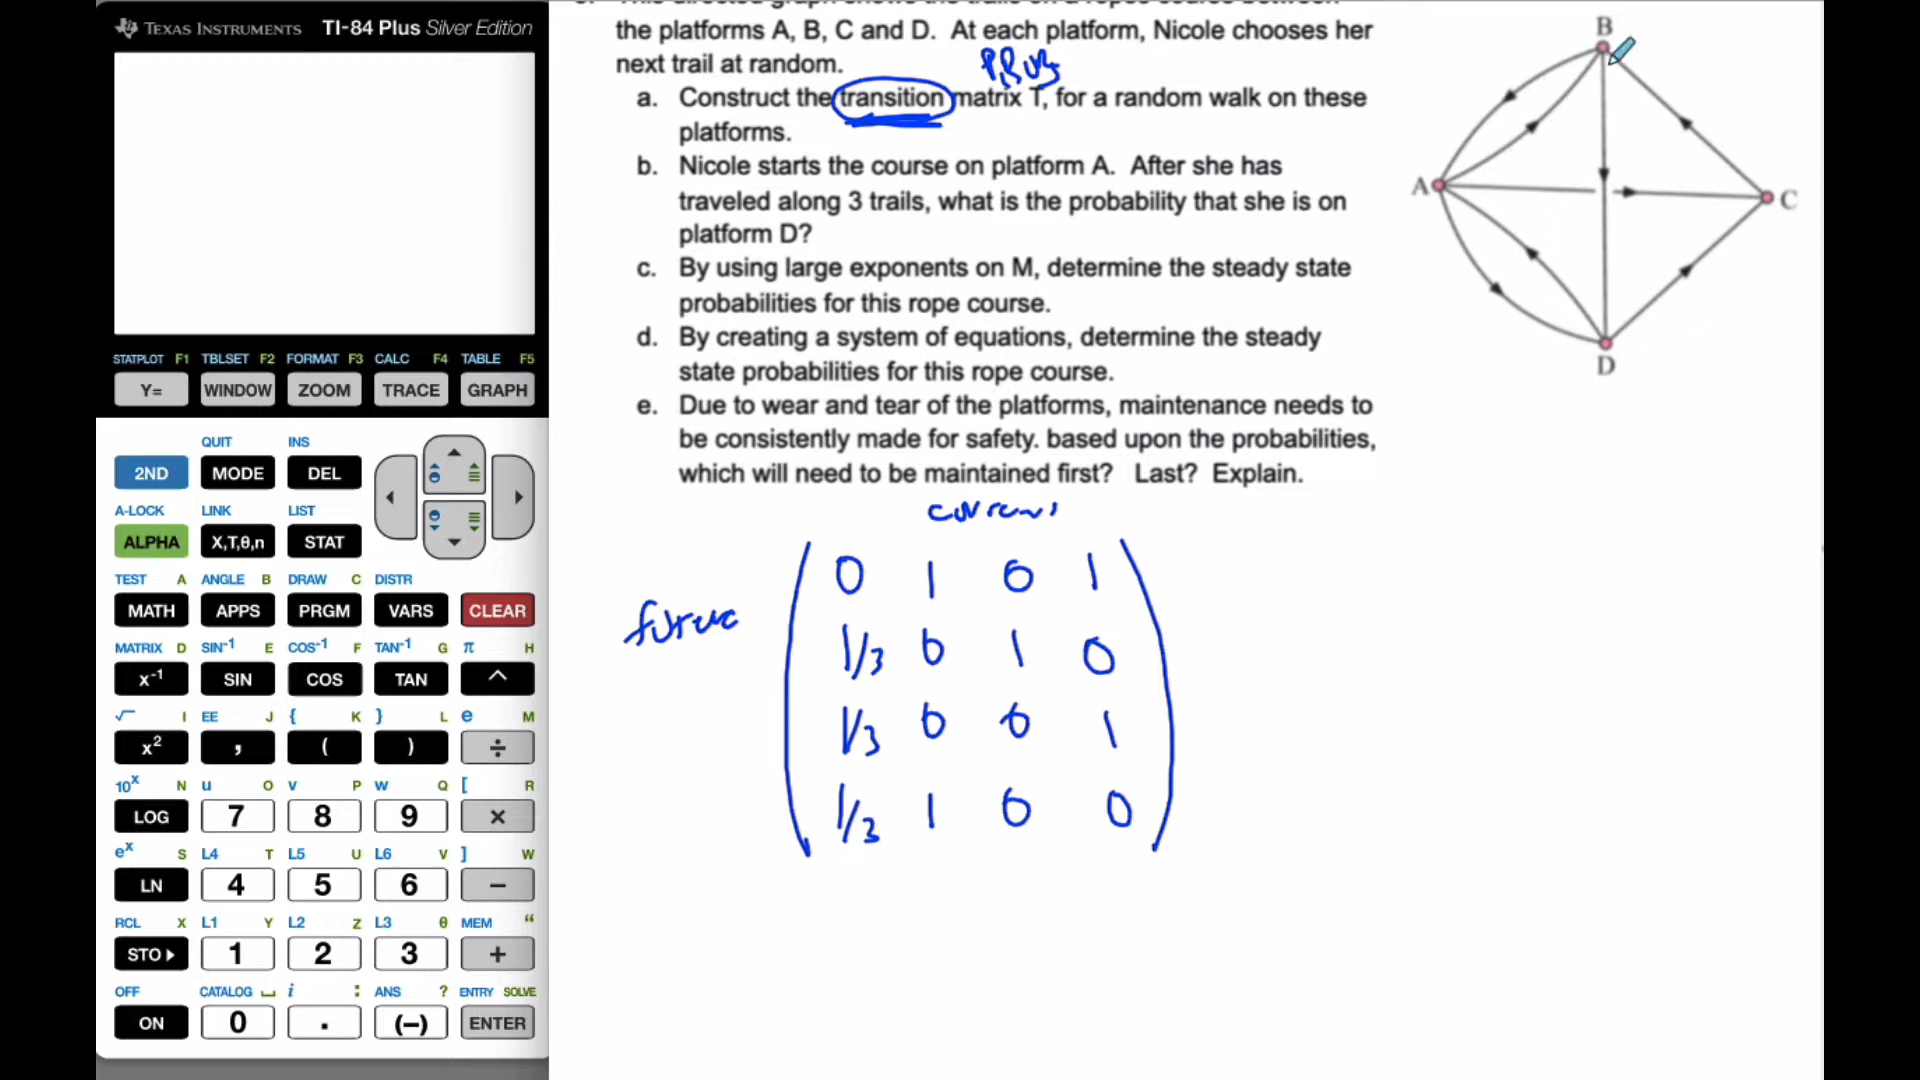 TEXAS INSTRUMENTS TI-84 Plus Silver Edition
STATPLOT F1 TBLSET F2 FORMAT F3 CALC F4 TABLE F5
Y= WINDOW ZOOM TRACE GRAPH
QUIT INS
2ND MODE DEL
A-LOCK LINK LIST
ALPHA X,T,θ,n STAT
TEST A ANGLE B DRAW C DISTR
MATH APPS PRGM VARS CLEAR
MATRIX D SIN⁻¹ E COS⁻¹ F TAN⁻¹ G π H
x⁻¹ SIN COS TAN ^
√ I EE J { K } L e M
x² , ( ) ÷
10ˣ N u O v P w Q [ R
LOG 7 8 9 ×
eˣ S L4 T L5 U L6 V ] W
LN 4 5 6 −
RCL X L1 Y L2 Z L3 θ MEM "
STO▸ 1 2 3 +
OFF CATALOG ⎵ i : ANS ? ENTRY SOLVE
ON 0 . (−) ENTER
the platforms A, B, C and D. At each platform, Nicole chooses her
next trail at random.
a. Construct the transition matrix T, for a random walk on these
platforms.
b. Nicole starts the course on platform A. After she has
traveled along 3 trails, what is the probability that she is on
platform D?
c. By using large exponents on M, determine the steady state
probabilities for this rope course.
d. By creating a system of equations, determine the steady
state probabilities for this rope course.
e. Due to wear and tear of the platforms, maintenance needs to
be consistently made for safety. based upon the probabilities,
which will need to be maintained first? Last? Explain.
B
A
C
D
future
0 1 0 1
1/3 0 1 0
1/3 0 0 1
1/3 1 0 0